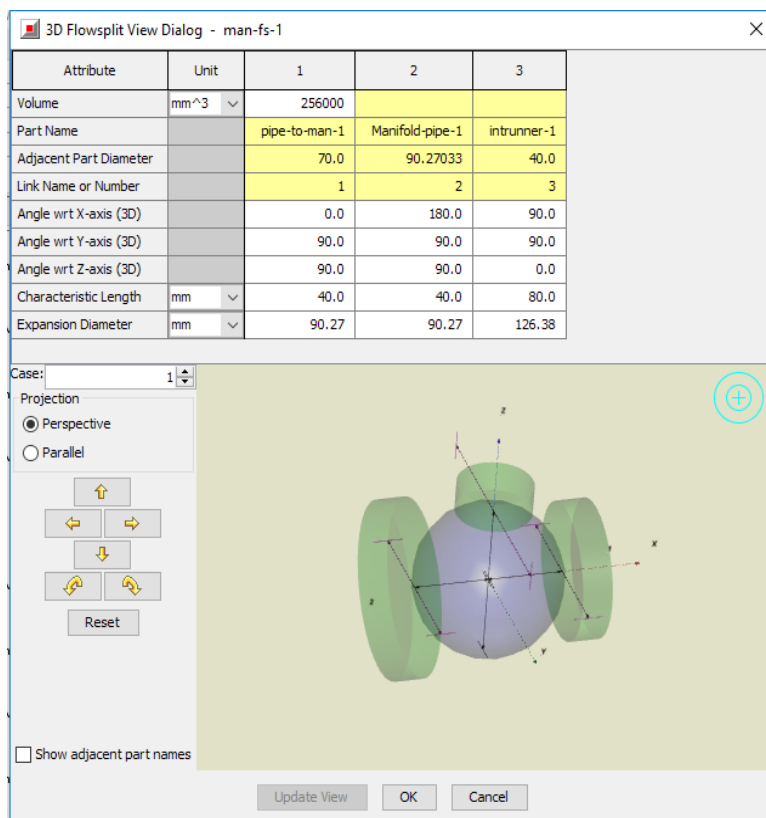 3D Flowsplit View Dialog - man-fs-1
Attribute Unit 1 2 3
Volume mm^3 256000
Part Name pipe-to-man-1 Manifold-pipe-1 intrunner-1
Adjacent Part Diameter 70.0 90.27033 40.0
Link Name or Number 1 2 3
Angle wrt X-axis (3D) 0.0 180.0 90.0
Angle wrt Y-axis (3D) 90.0 90.0 90.0
Angle wrt Z-axis (3D) 90.0 90.0 0.0
Characteristic Length mm 40.0 40.0 80.0
Expansion Diameter mm 90.27 90.27 126.38
Case: 1
Projection
Perspective
Parallel
Reset
Show adjacent part names
z
x
1
2
Y
Update View OK Cancel